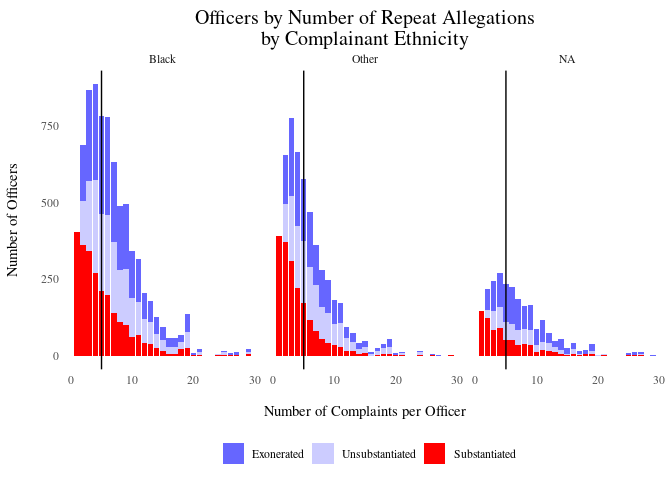 Officers by Number of Repeat Allegations
by Complainant Ethnicity
Black Other NA
Number of Officers
750
500
250
0
0 10 20 30 0 10 20 30 0 10 20 30
Number of Complaints per Officer
Exonerated Unsubstantiated Substantiated